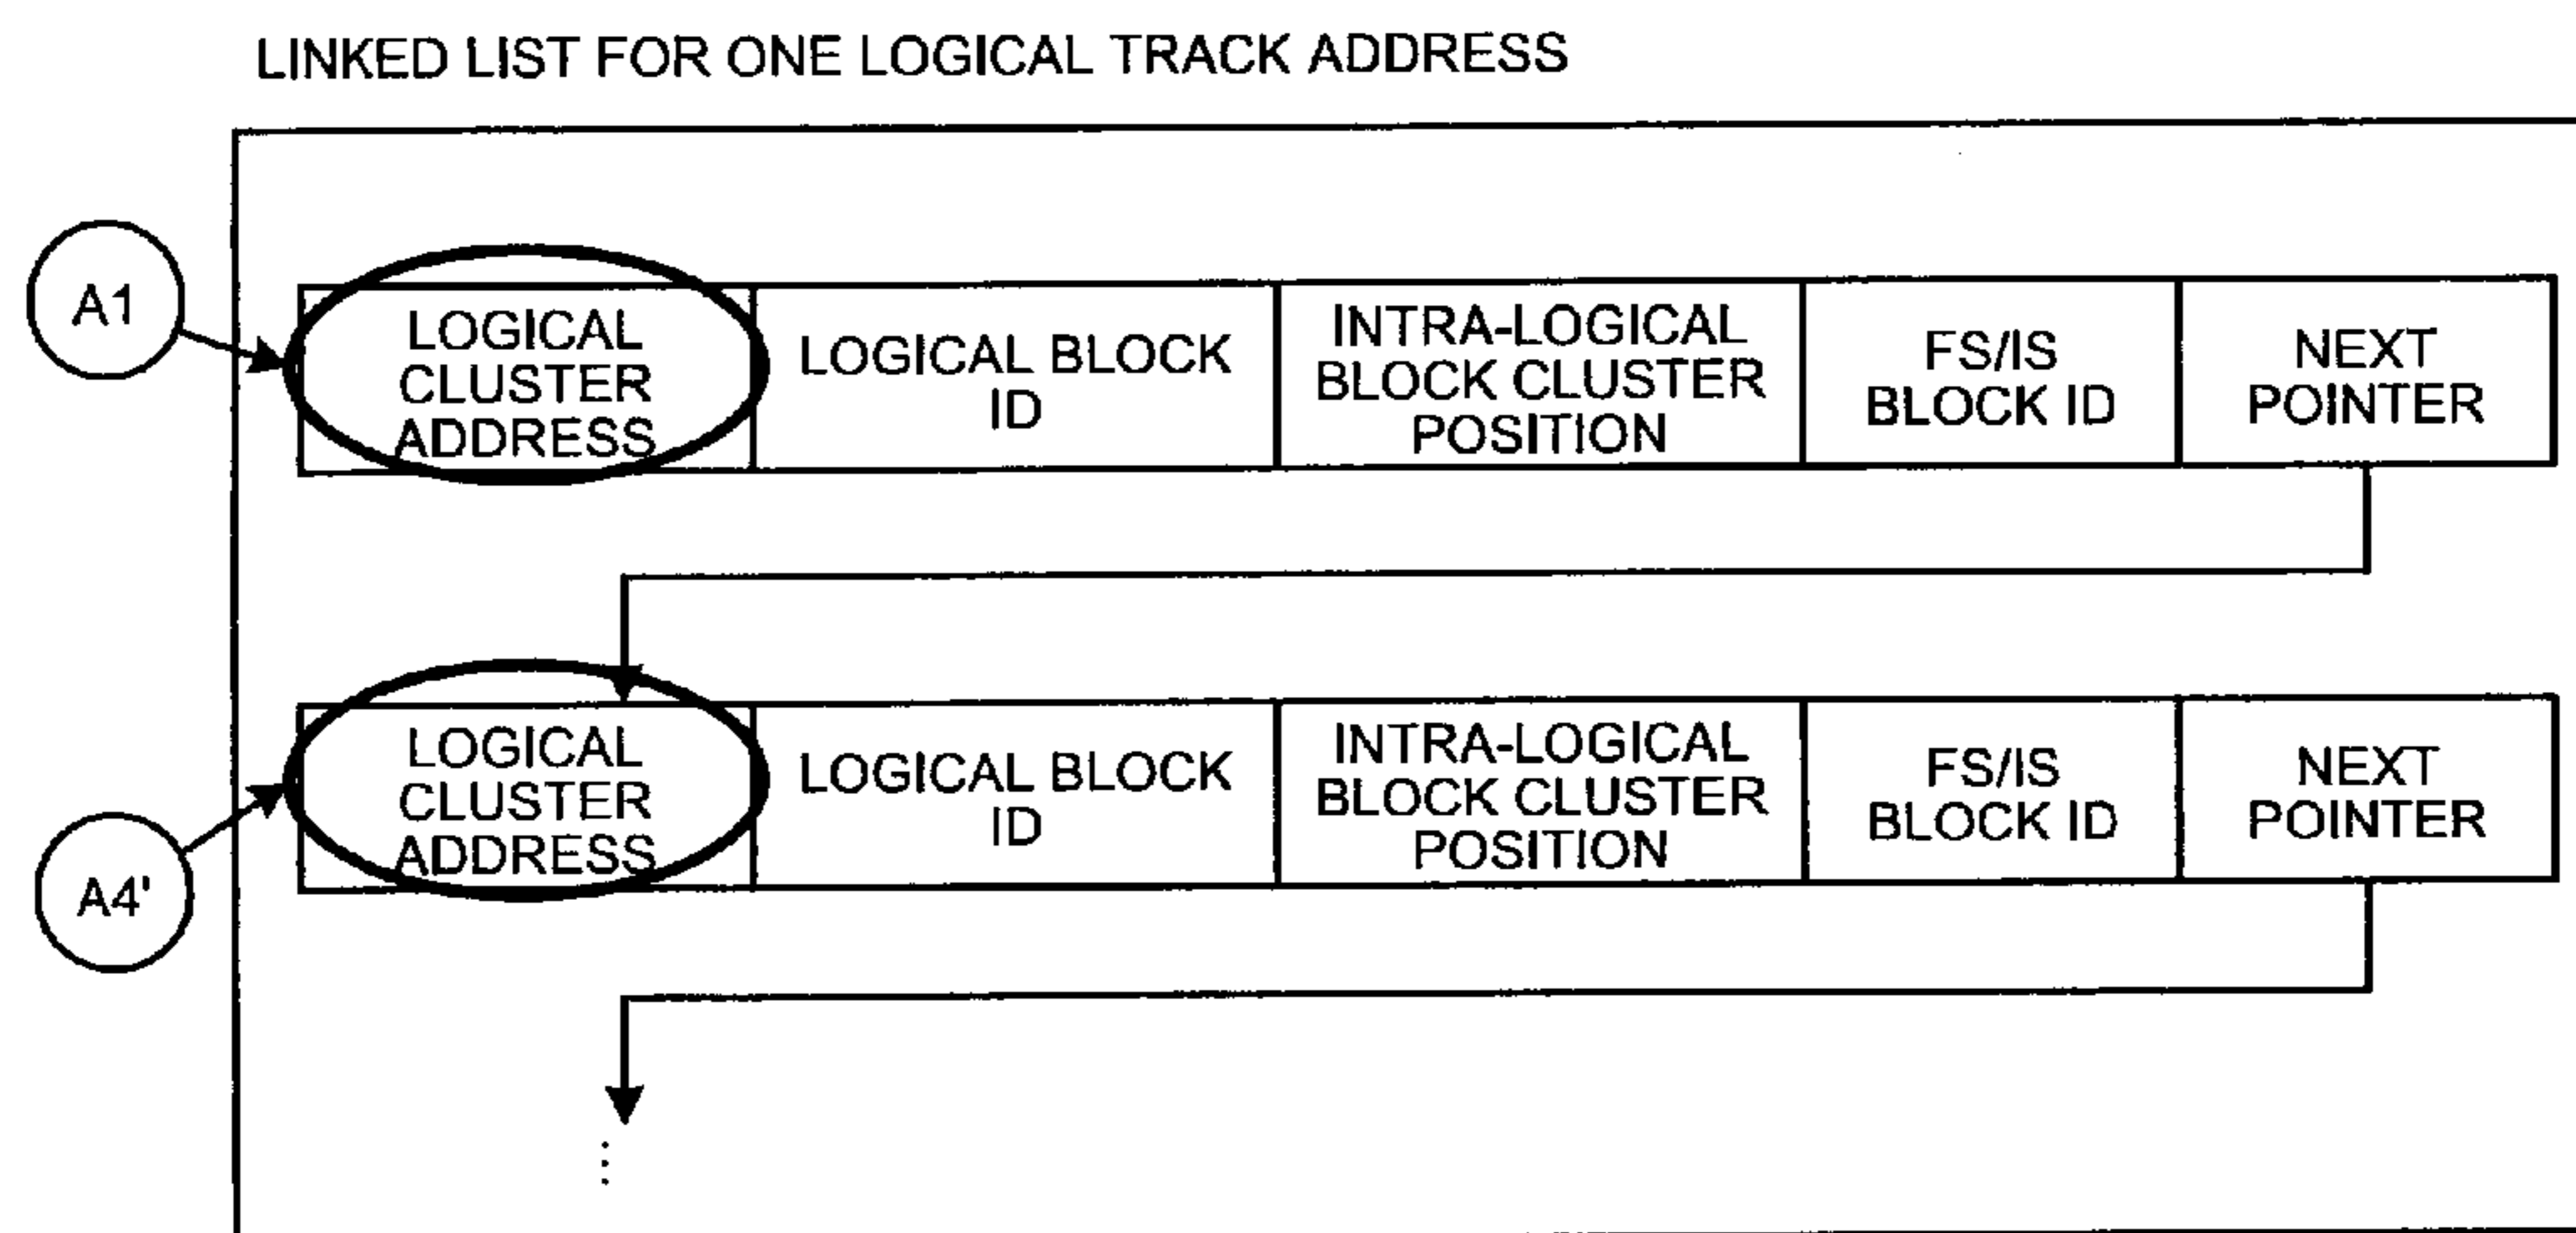 LINKED LIST FOR ONE LOGICAL TRACK ADDRESS
A1
LOGICAL
CLUSTER
ADDRESS
LOGICAL BLOCK
ID
INTRA-LOGICAL
BLOCK CLUSTER
POSITION
FS/IS
BLOCK ID
NEXT
POINTER
A4'
LOGICAL
CLUSTER
ADDRESS
LOGICAL BLOCK
ID
INTRA-LOGICAL
BLOCK CLUSTER
POSITION
FS/IS
BLOCK ID
NEXT
POINTER
⋮